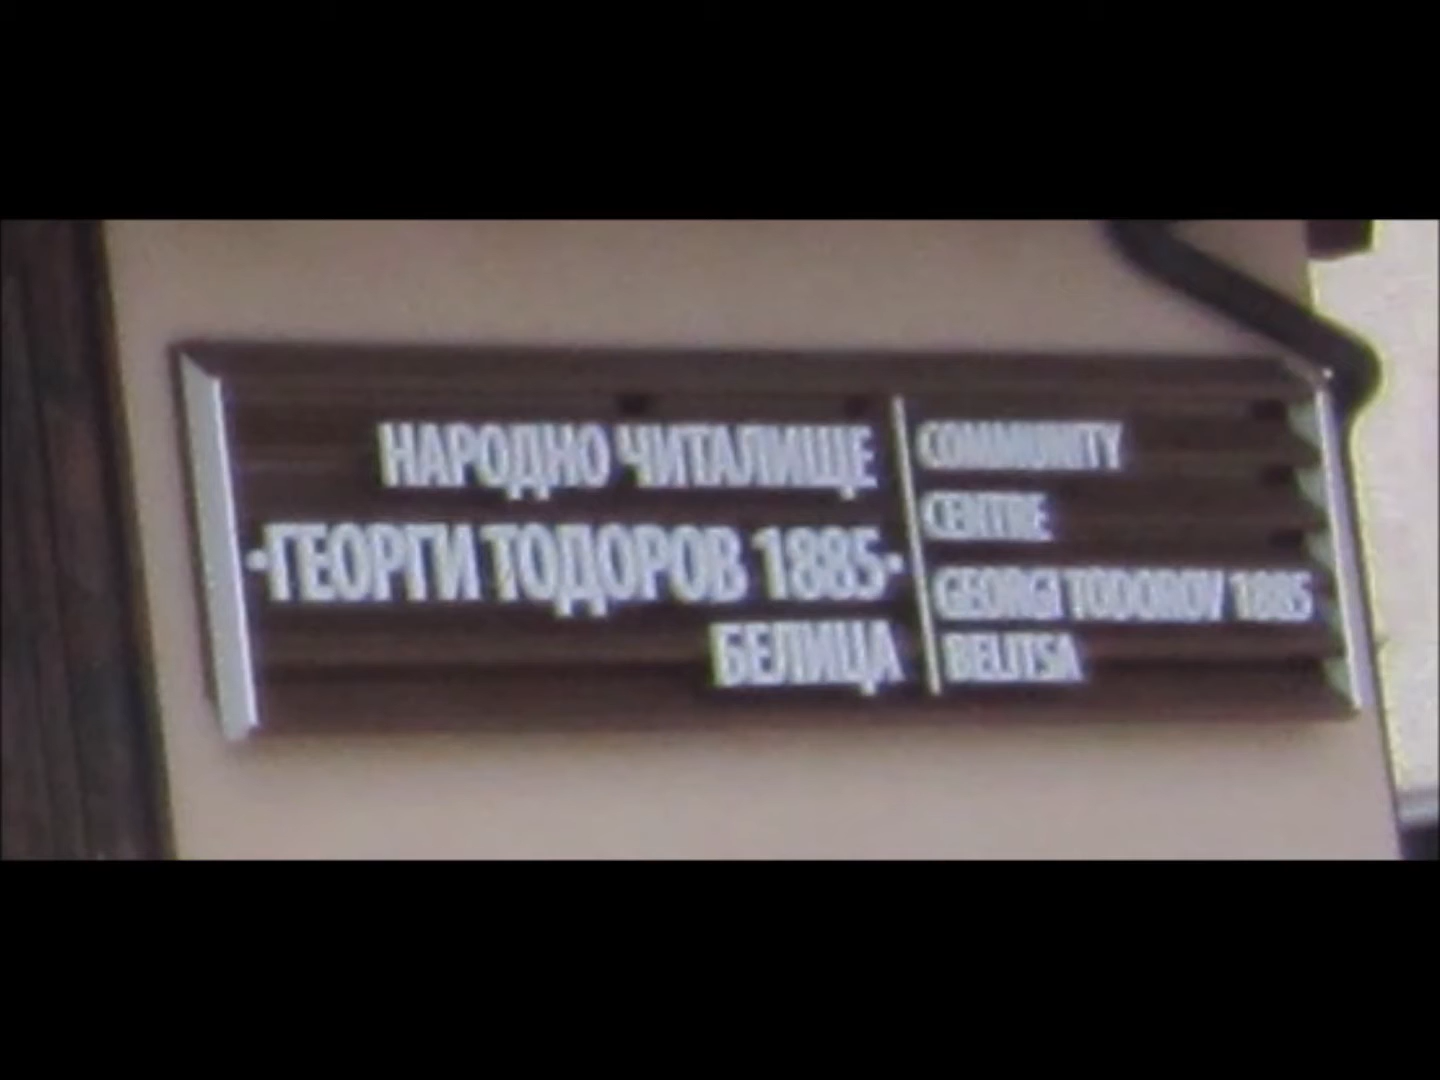 НАРОДНО ЧИТАЛИЩЕ
·ГЕОРГИ ТОДОРОВ 1885·
БЕЛИЦА
COMMUNITY
CENTRE
GEORGI TODOROV 1885
BELITSA